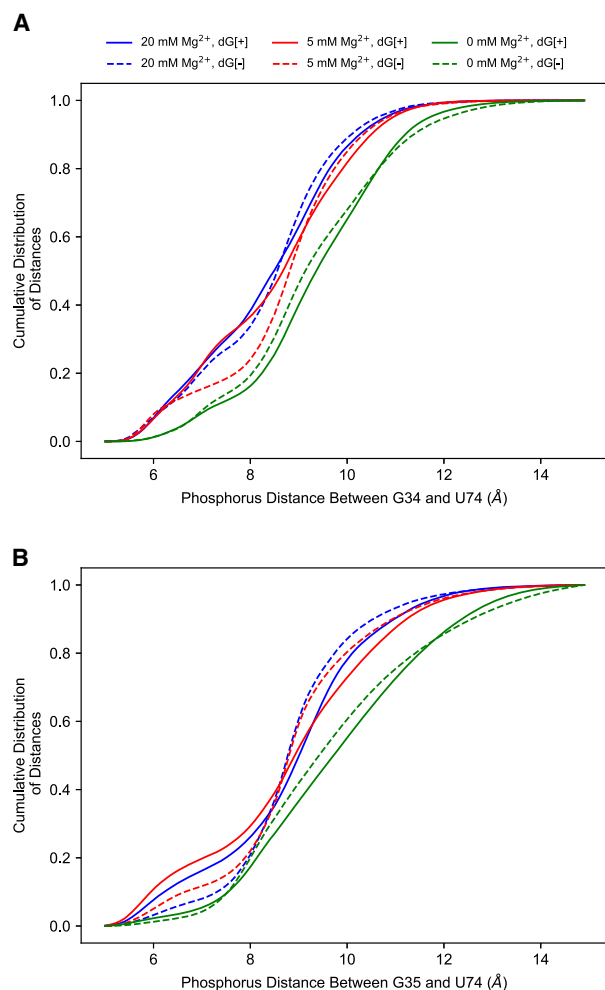 A
20 mM Mg²⁺, dG[+]
5 mM Mg²⁺, dG[+]
0 mM Mg²⁺, dG[+]
20 mM Mg²⁺, dG[-]
5 mM Mg²⁺, dG[-]
0 mM Mg²⁺, dG[-]
1.0
0.8
0.6
0.4
0.2
0.0
Cumulative Distribution
of Distances
6 8 10 12 14
Phosphorus Distance Between G34 and U74 (Å)
B
1.0
0.8
0.6
0.4
0.2
0.0
Cumulative Distribution
of Distances
6 8 10 12 14
Phosphorus Distance Between G35 and U74 (Å)